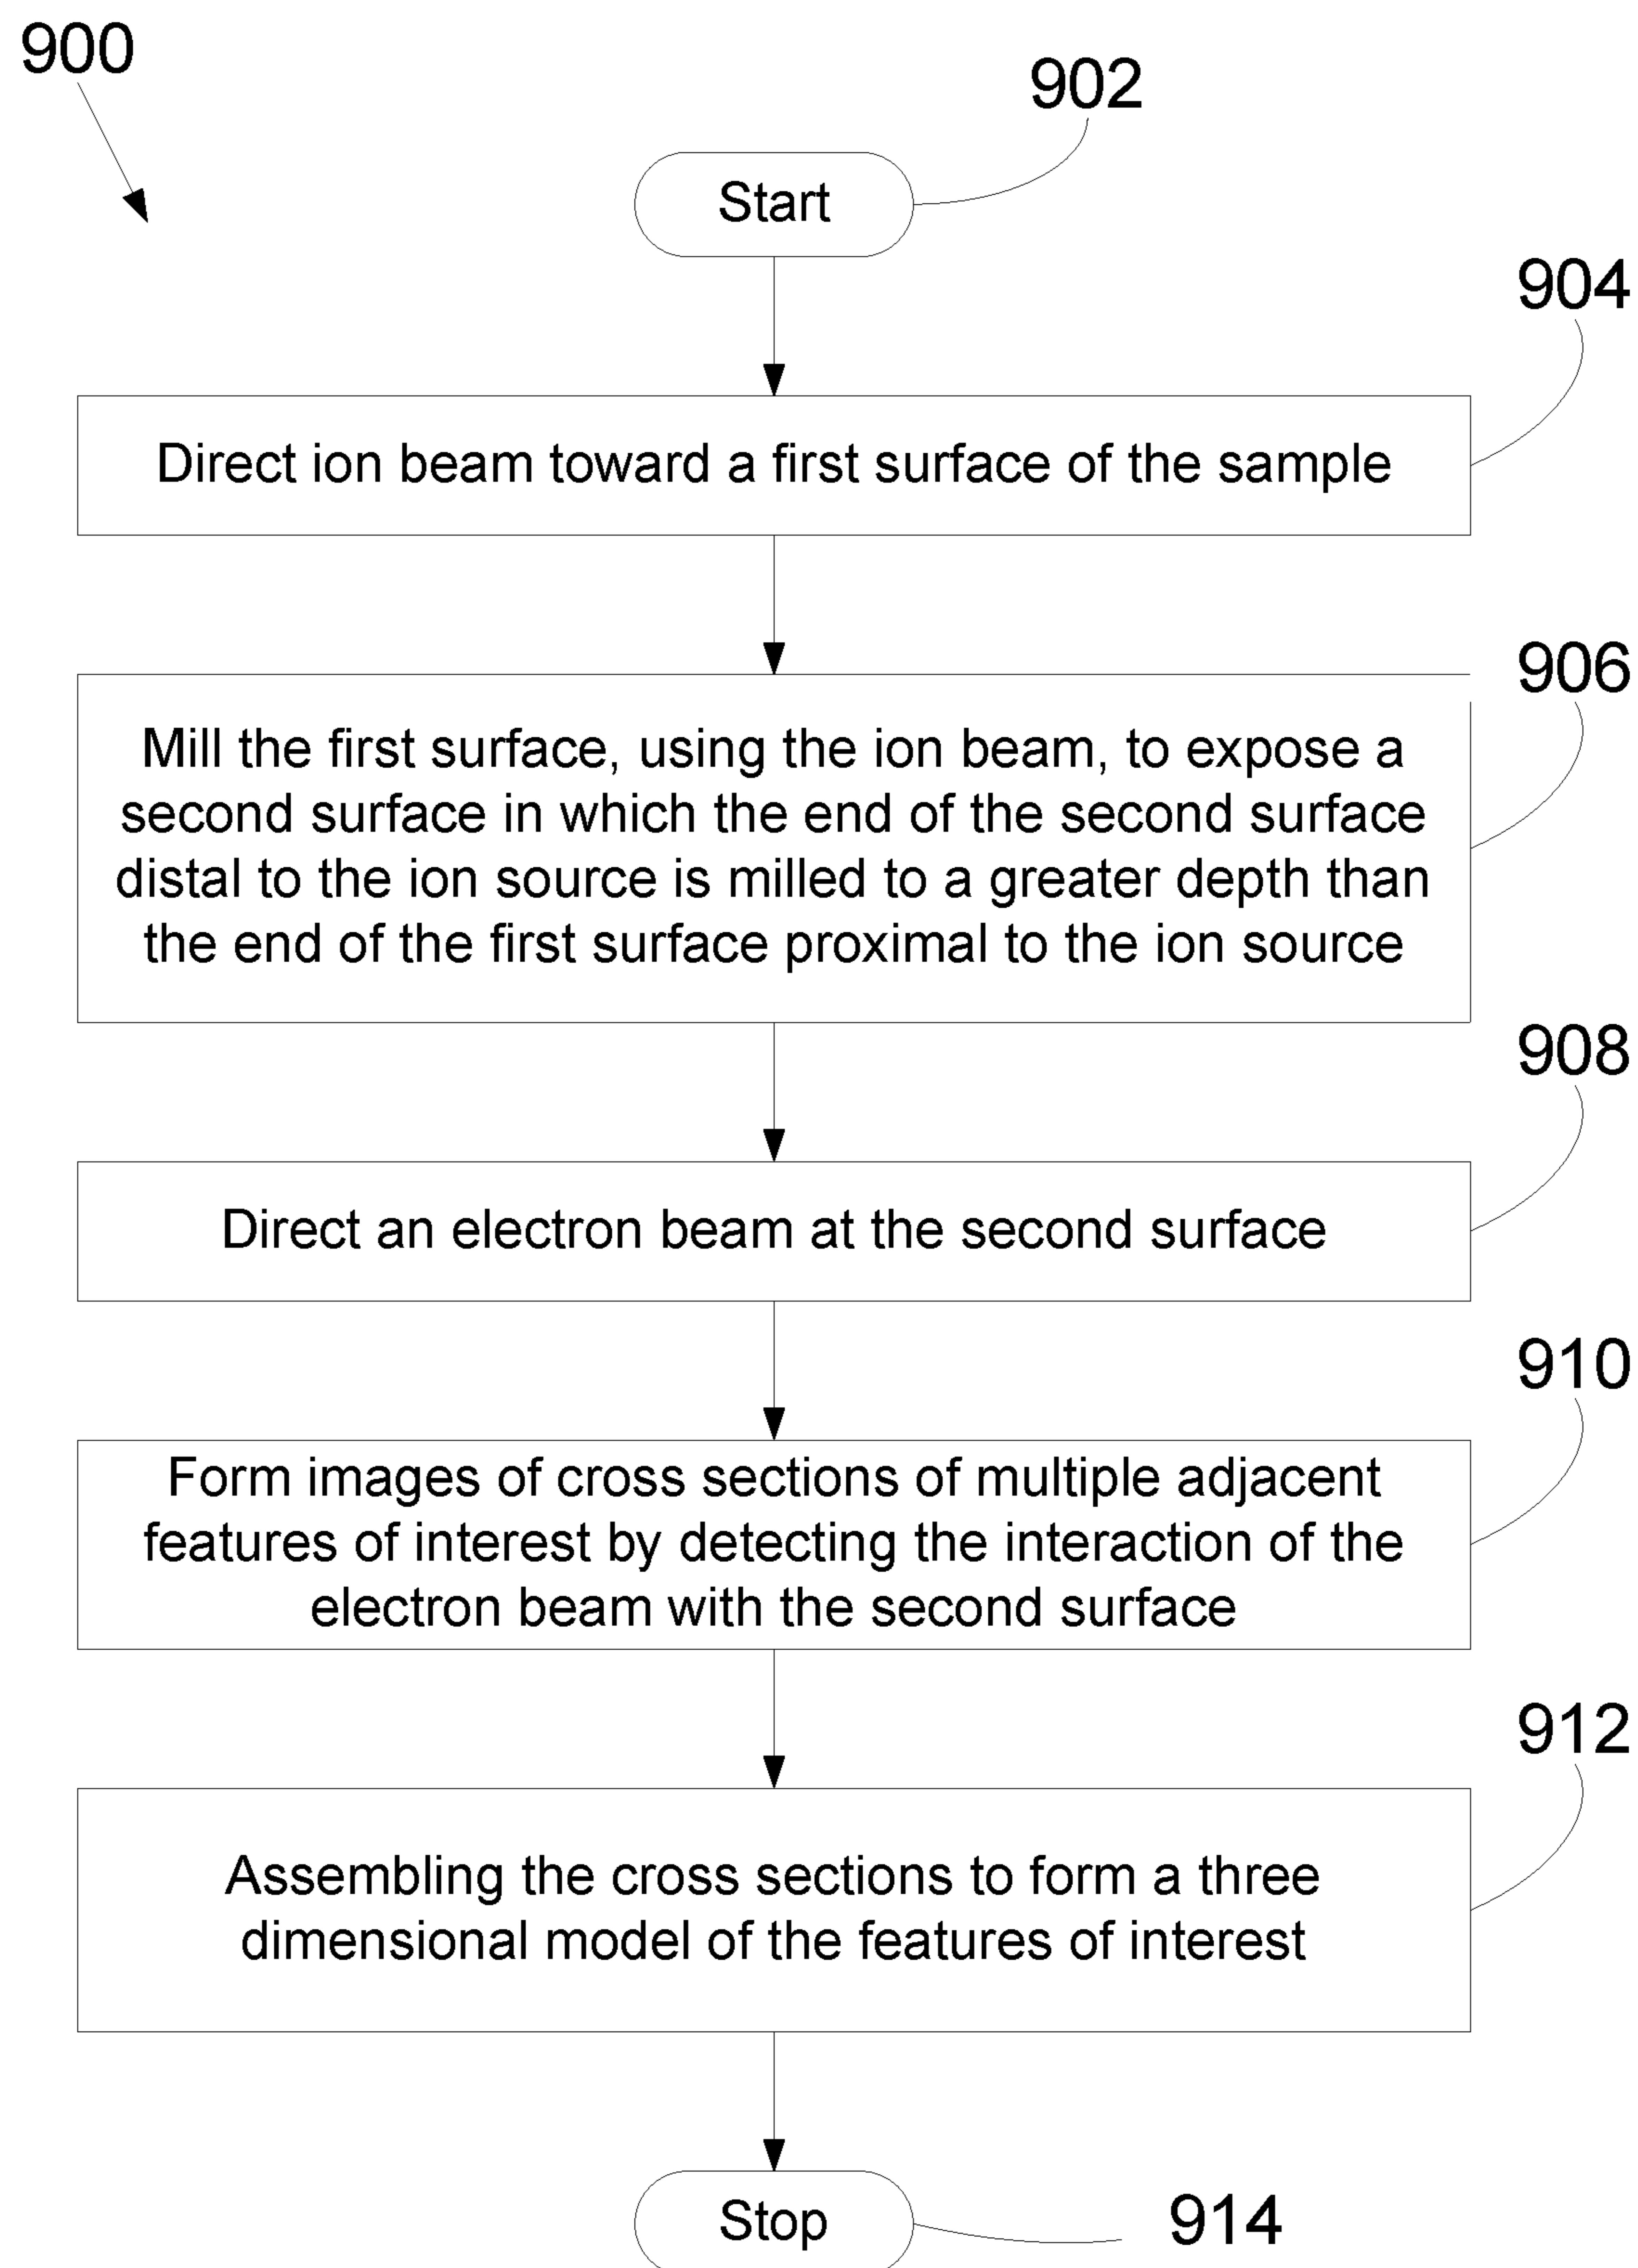 900
902
Start
904
Direct ion beam toward a first surface of the sample
906
Mill the first surface, using the ion beam, to expose a
second surface in which the end of the second surface
distal to the ion source is milled to a greater depth than
the end of the first surface proximal to the ion source
908
Direct an electron beam at the second surface
910
Form images of cross sections of multiple adjacent
features of interest by detecting the interaction of the
electron beam with the second surface
912
Assembling the cross sections to form a three
dimensional model of the features of interest
Stop
914